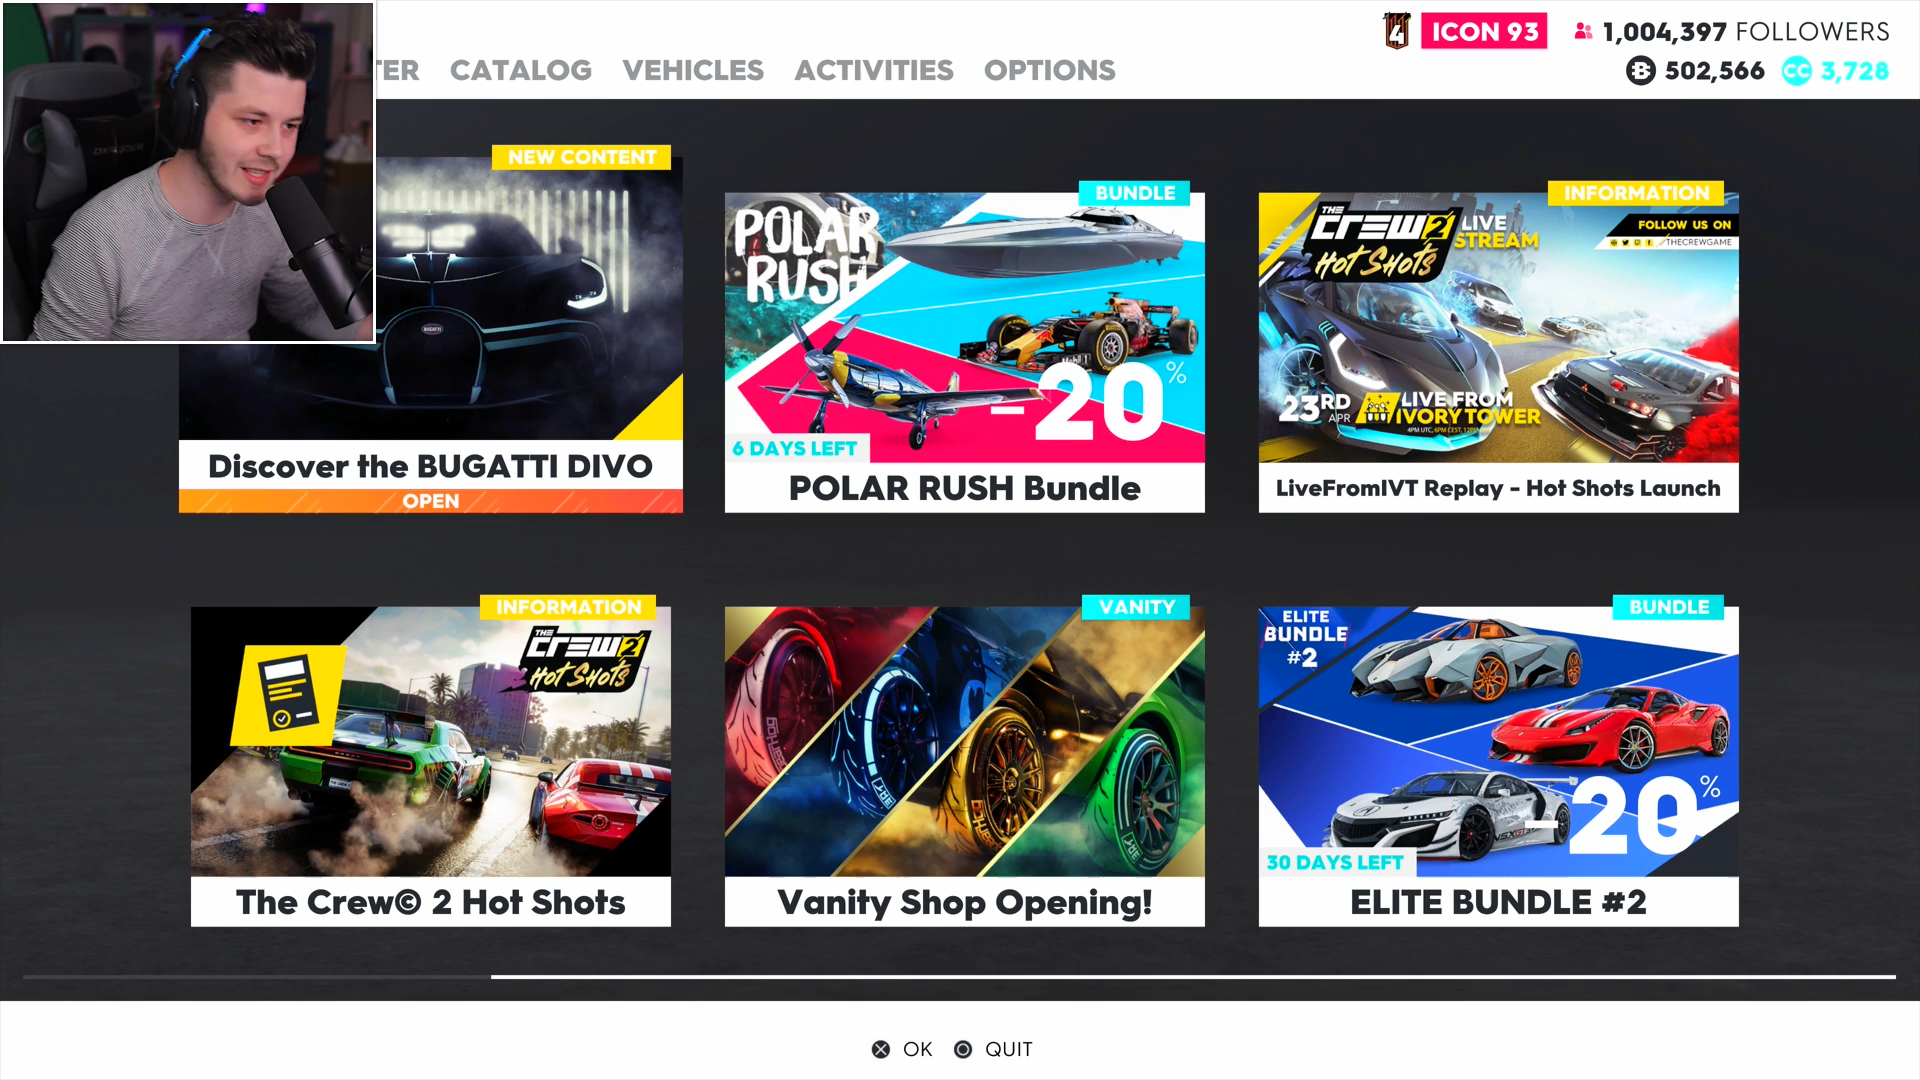 ICON 93
4
1,004,397 FOLLOWERS
TER CATALOG VEHICLES ACTIVITIES OPTIONS
502,566 CC 3,728
NEW CONTENT
BUGATTI
Discover the BUGATTI DIVO
OPEN
BUNDLE
POLAR
RUSH
-20%
6 DAYS LEFT
POLAR RUSH Bundle
INFORMATION
THE
CREW 2
HOT SHOTS
LIVE
STREAM
FOLLOW US ON
/THECREWGAME
23RD
APR
LIVE FROM
IVORY TOWER
LiveFromIVT Replay - Hot Shots Launch
INFORMATION
THE
CREW 2
HOT SHOTS
The Crew© 2 Hot Shots
VANITY
Vanity Shop Opening!
BUNDLE
ELITE
BUNDLE
#2
-20%
30 DAYS LEFT
ELITE BUNDLE #2
OK QUIT